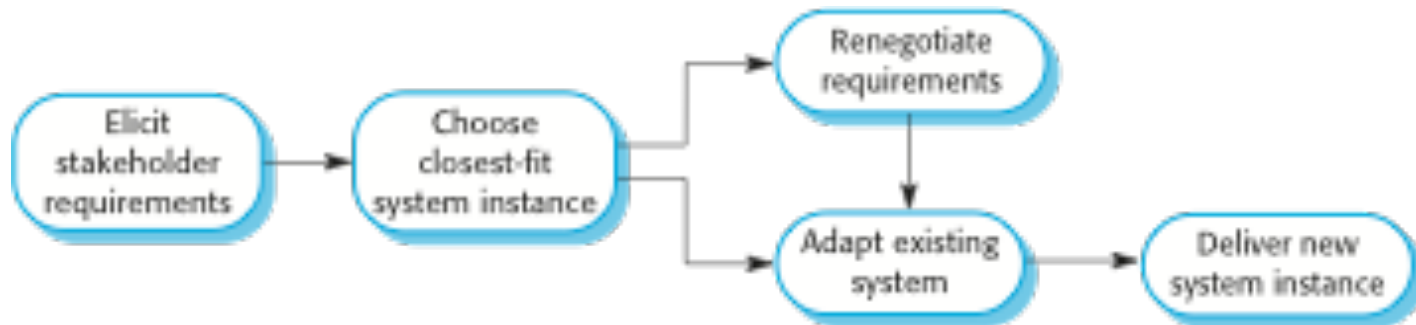 Elicit
stakeholder
requirements
Choose
closest-fit
system instance
Renegotiate
requirements
Adapt existing
system
Deliver new
system instance